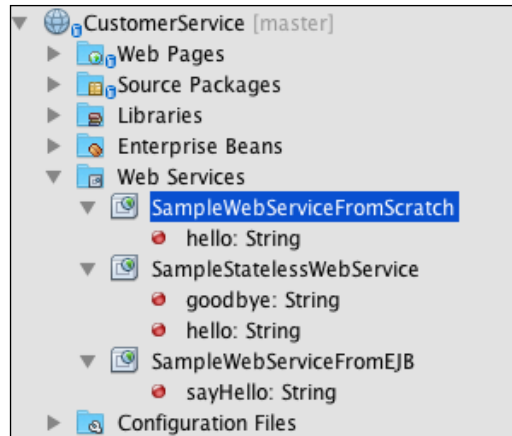 CustomerService [master]
Web Pages
Source Packages
Libraries
Enterprise Beans
Web Services
SampleWebServiceFromScratch
hello: String
SampleStatelessWebService
goodbye: String
hello: String
SampleWebServiceFromEJB
sayHello: String
Configuration Files